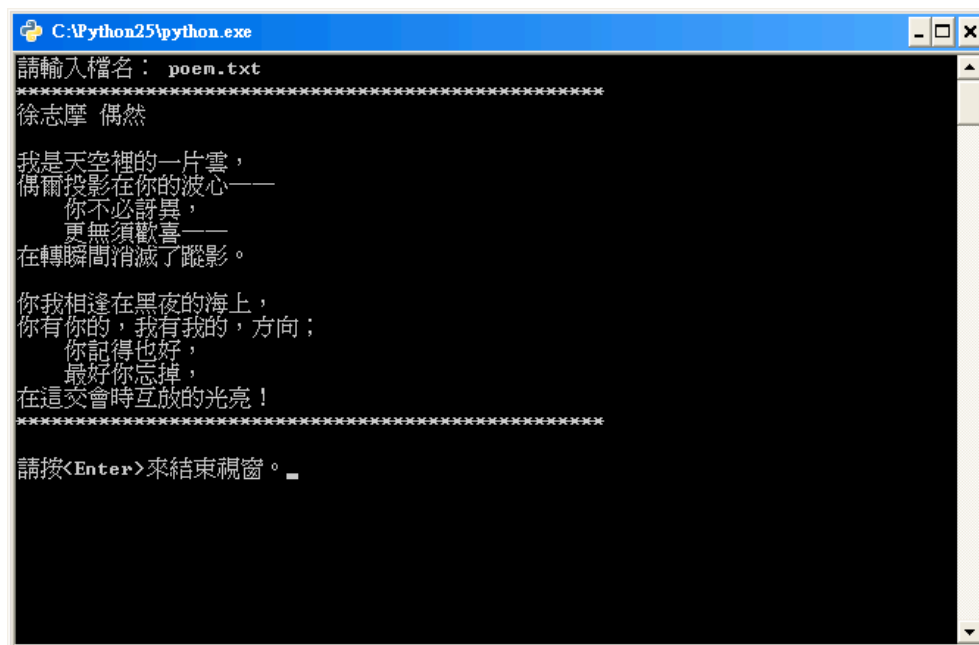 C:\Python25\python.exe
請輸入檔名： poem.txt
**************************************************
徐志摩 偶然
我是天空裡的一片雲，
偶爾投影在你的波心——
你不必訝異，
更無須歡喜——
在轉瞬間消滅了蹤影。
你我相逢在黑夜的海上，
你有你的，我有我的，方向；
你記得也好，
最好你忘掉，
在這交會時互放的光亮！
**************************************************
請按<Enter>來結束視窗。